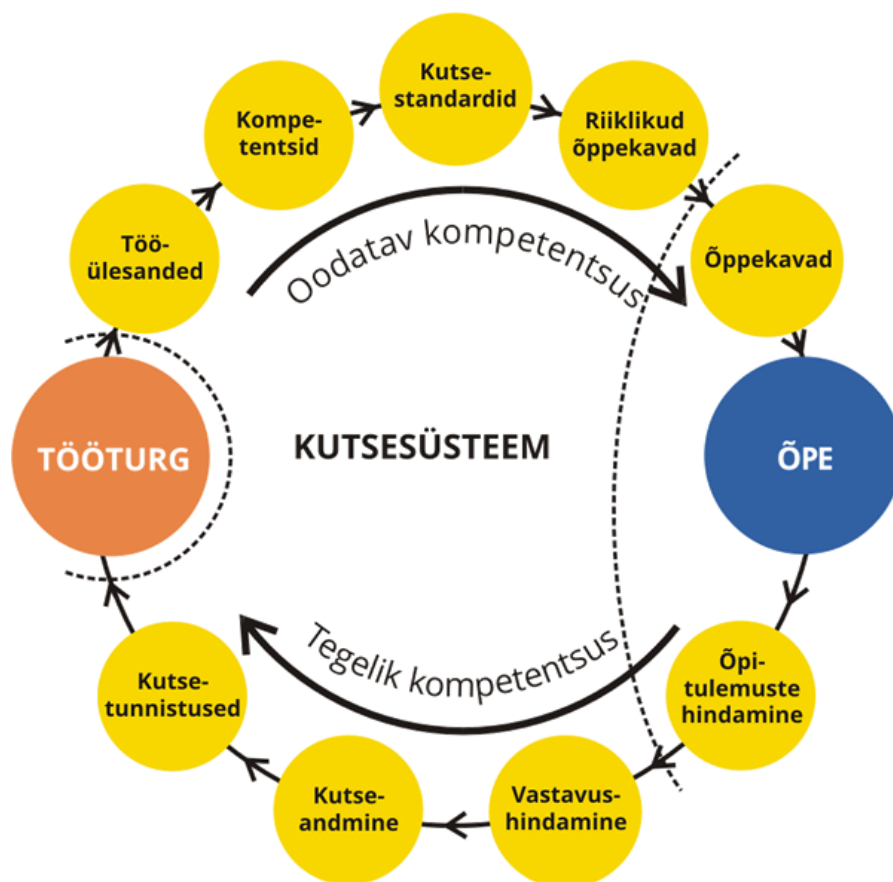 Kutse-
standardid
Kompe-
tentsid
Riiklikud
õppekavad
Töö-
ülesanded
Õppekavad
Oodatav kompetentsus
TÖÖTURG
KUTSESÜSTEEM
ÕPE
Tegelik kompetentsus
Õpi-
tulemuste
hindamine
Kutse-
tunnistused
Kutse-
andmine
Vastavus-
hindamine